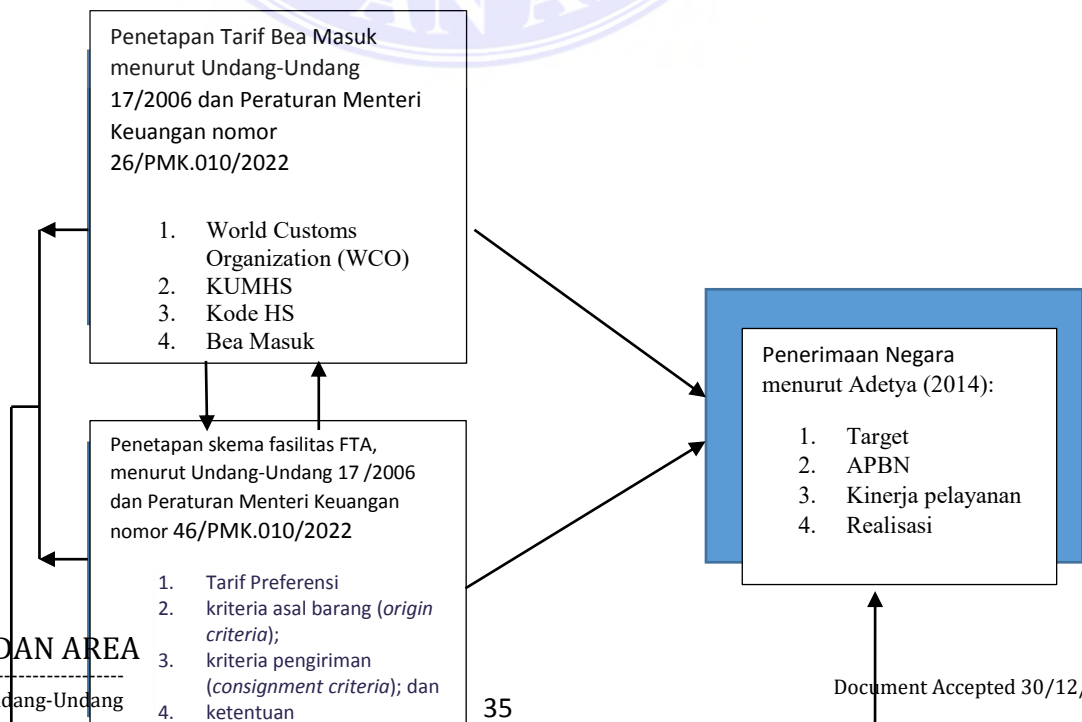 AN A
Penetapan Tarif Bea Masuk
menurut Undang-Undang
17/2006 dan Peraturan Menteri
Keuangan nomor
26/PMK.010/2022
1. World Customs
Organization (WCO)
2. KUMHS
3. Kode HS
4. Bea Masuk
Penetapan skema fasilitas FTA,
menurut Undang-Undang 17 /2006
dan Peraturan Menteri Keuangan
nomor 46/PMK.010/2022
1. Tarif Preferensi
2. kriteria asal barang (origin
criteria);
3. kriteria pengiriman
(consignment criteria); dan
4. ketentuan
Penerimaan Negara
menurut Adetya (2014):
1. Target
2. APBN
3. Kinerja pelayanan
4. Realisasi
DAN AREA
----------------------------
dang-Undang
35
Document Accepted 30/12/